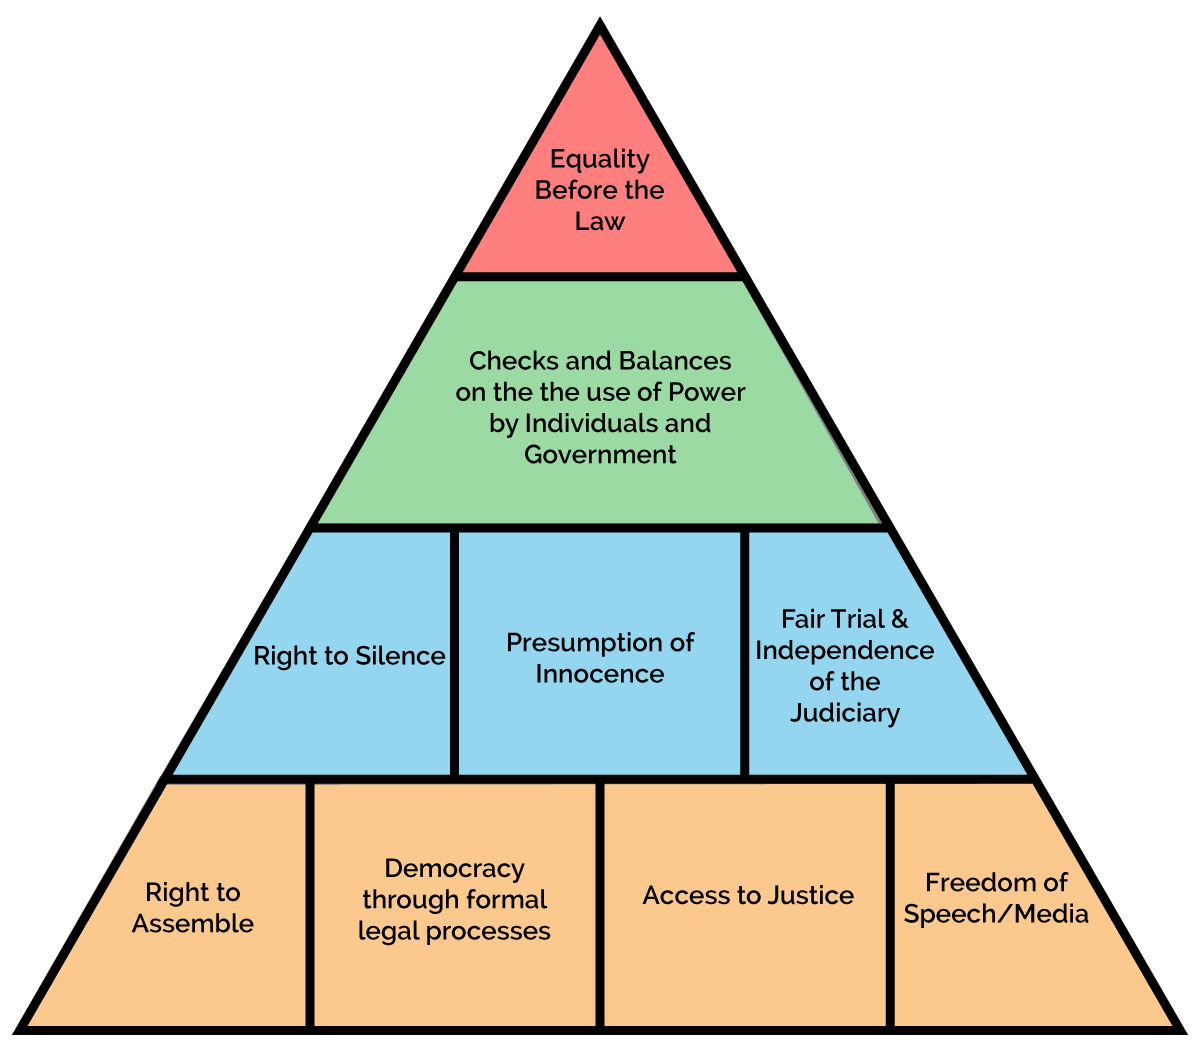 Equality
Before the
Law
Checks and Balances
on the the use of Power
by Individuals and
Government
Right to Silence
Presumption of
Innocence
Fair Trial &
Independence
of the
Judiciary
Right to
Assemble
Democracy
through formal
legal processes
Access to Justice
Freedom of
Speech/Media